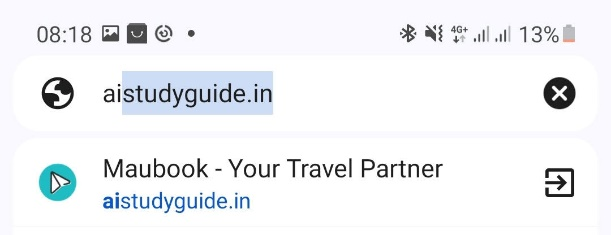 08:18 4G+ 13%
aistudyguide.in
Maubook - Your Travel Partner
aistudyguide.in